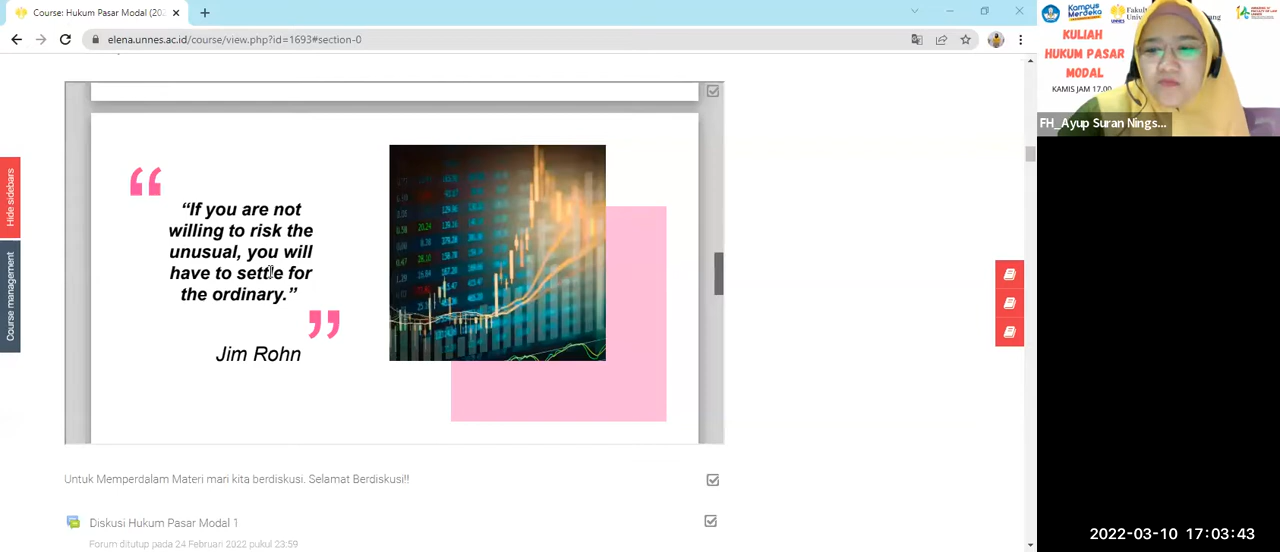 Course: Hukum Pasar Modal (202
elena.unnes.ac.id/course/view.php?id=1693#section-0
Hide sidebars
Course management
“If you are not
willing to risk the
unusual, you will
have to settle for
the ordinary.”
Jim Rohn
Untuk Memperdalam Materi mari kita berdiskusi. Selamat Berdiskusi!!
Diskusi Hukum Pasar Modal 1
Forum ditutup pada 24 Februari 2022 pukul 23:59
Kampus
Merdeka
KULIAH
HUKUM PASAR
MODAL
KAMIS JAM 17.00
FH_Ayup Suran Nings...
2022-03-10 17:03:43